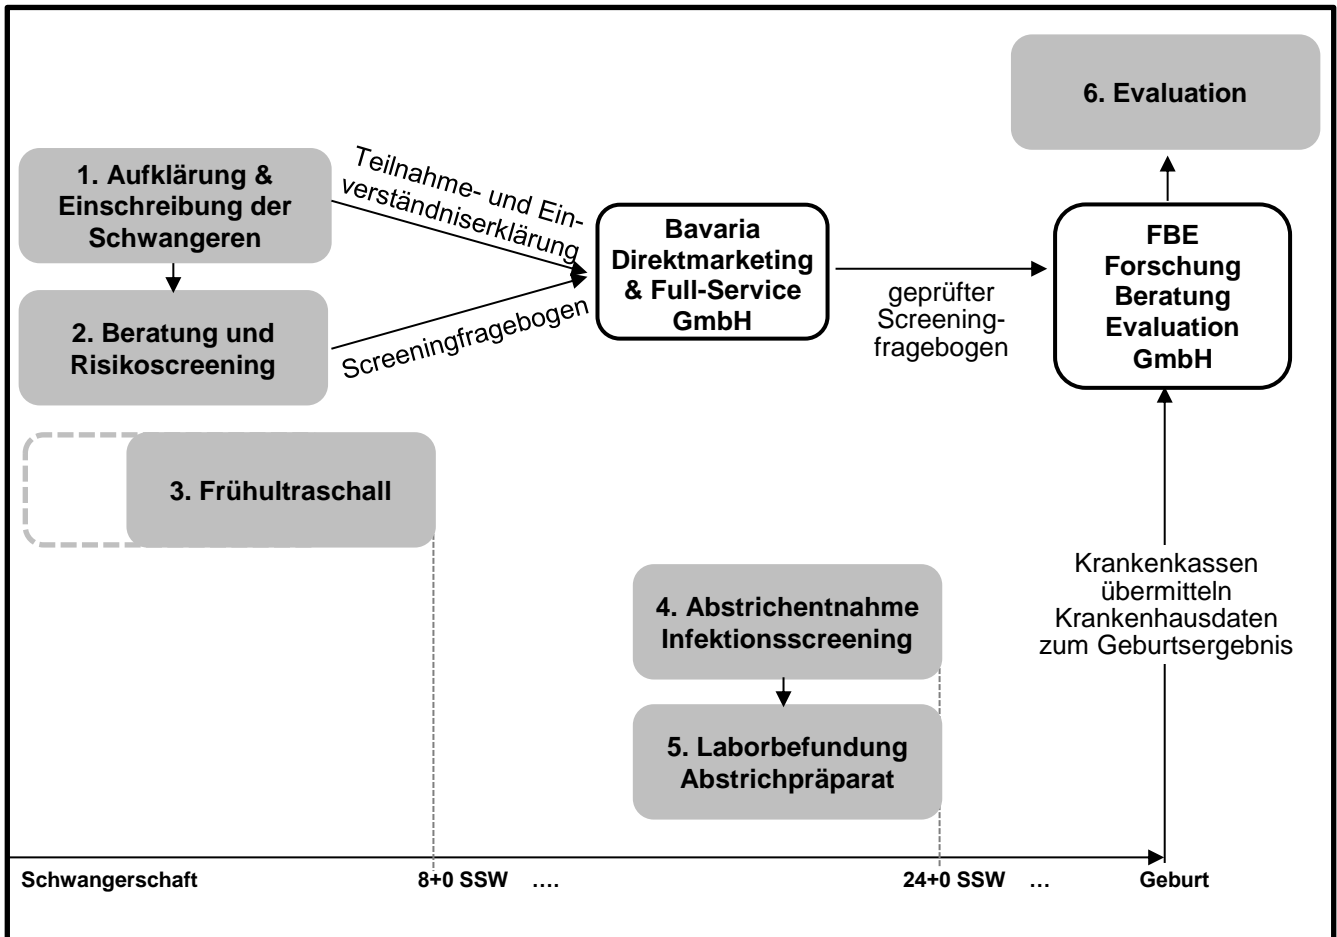 6. Evaluation
1. Aufklärung &
Einschreibung der
Schwangeren
Teilnahme- und Ein-
verständniserklärung
2. Beratung und
Risikoscreening
Screeningfragebogen
Bavaria
Direktmarketing
& Full-Service
GmbH
geprüfter
Screening-
fragebogen
FBE
Forschung
Beratung
Evaluation
GmbH
3. Frühultraschall
4. Abstrichentnahme
Infektionsscreening
5. Laborbefundung
Abstrichpräparat
Krankenkassen
übermitteln
Krankenhausdaten
zum Geburtsergebnis
Schwangerschaft
8+0 SSW ....
24+0 SSW ...
Geburt